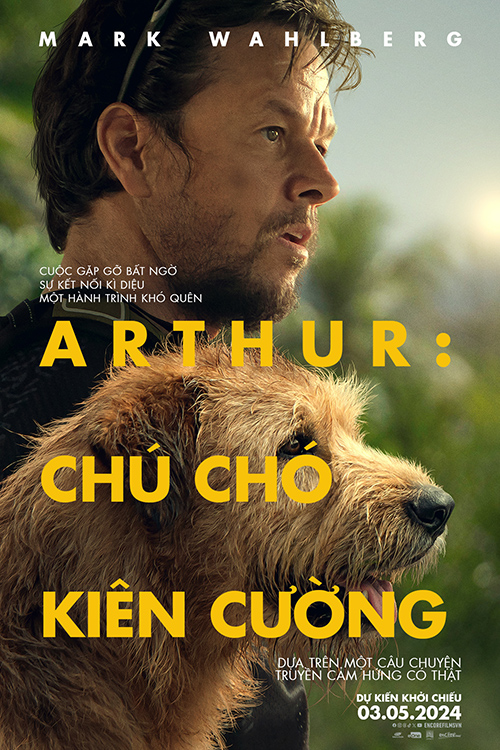 MARK WAHLBERG
CUỘC GẶP GỠ BẤT NGỜ
SỰ KẾT NỐI KÌ DIỆU
MỘT HÀNH TRÌNH KHÓ QUÊN
ARTHUR:
CHÚ CHÓ
KIÊN CƯỜNG
DỰA TRÊN MỘT CÂU CHUYỆN
TRUYỀN CẢM HỨNG CÓ THẬT
DỰ KIẾN KHỞI CHIẾU
03.05.2024
ENCOREFILMSVN